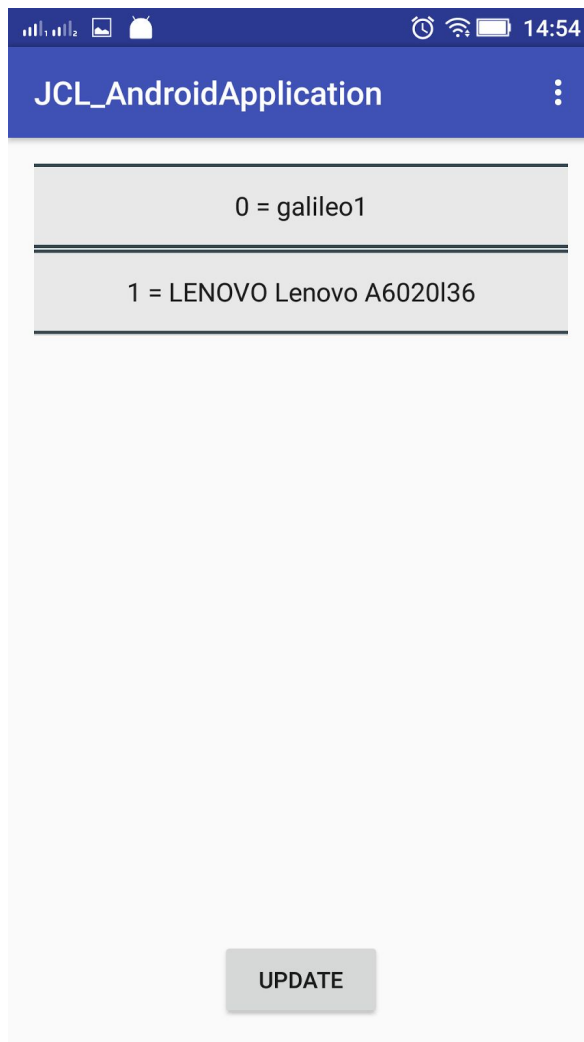 14:54
JCL_AndroidApplication
0 = galileo1
1 = LENOVO Lenovo A6020l36
UPDATE